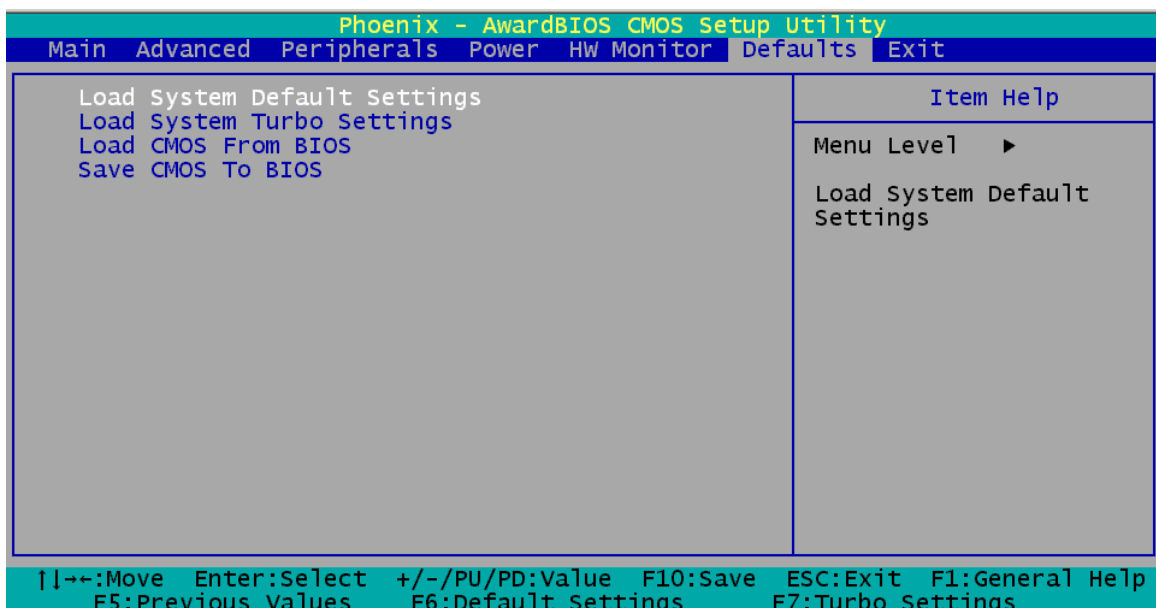 Phoenix - AwardBIOS CMOS Setup Utility
Main Advanced Peripherals Power HW Monitor Defaults Exit
Load System Default Settings
Load System Turbo Settings
Load CMOS From BIOS
Save CMOS To BIOS
Item Help
Menu Level ▶
Load System Default
Settings
↑↓→←:Move Enter:Select +/-/PU/PD:Value F10:Save ESC:Exit F1:General Help
F5:Previous Values F6:Default Settings F7:Turbo Settings